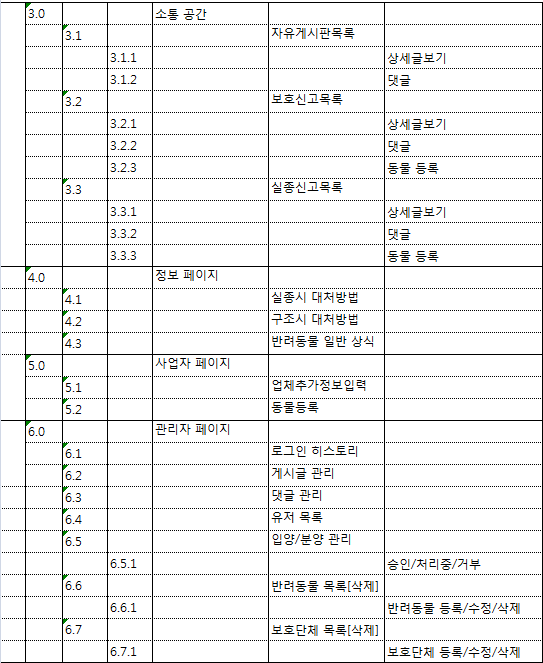 3.0 소통 공간
3.1 자유게시판목록
3.1.1 상세글보기
3.1.2 댓글
3.2 보호신고목록
3.2.1 상세글보기
3.2.2 댓글
3.2.3 동물 등록
3.3 실종신고목록
3.3.1 상세글보기
3.3.2 댓글
3.3.3 동물 등록
4.0 정보 페이지
4.1 실종시 대처방법
4.2 구조시 대처방법
4.3 반려동물 일반 상식
5.0 사업자 페이지
5.1 업체추가정보입력
5.2 동물등록
6.0 관리자 페이지
6.1 로그인 히스토리
6.2 게시글 관리
6.3 댓글 관리
6.4 유저 목록
6.5 입양/분양 관리
6.5.1 승인/처리중/거부
6.6 반려동물 목록[삭제]
6.6.1 반려동물 등록/수정/삭제
6.7 보호단체 목록[삭제]
6.7.1 보호단체 등록/수정/삭제